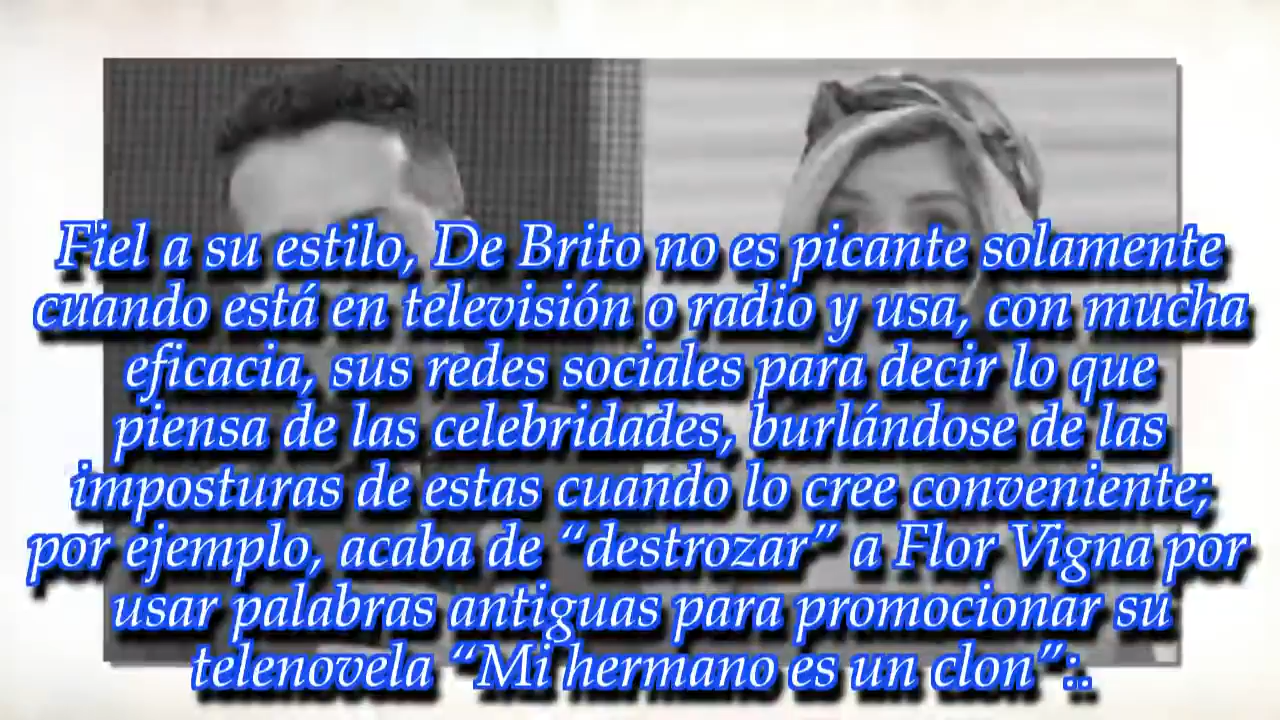 Fiel a su estilo, De Brito no es picante solamente
cuando está en televisión o radio y usa, con mucha
eficacia, sus redes sociales para decir lo que
piensa de las celebridades, burlándose de las
imposturas de estas cuando lo cree conveniente;
por ejemplo, acaba de “destrozar” a Flor Vigna por
usar palabras antiguas para promocionar su
telenovela “Mi hermano es un clon”:.